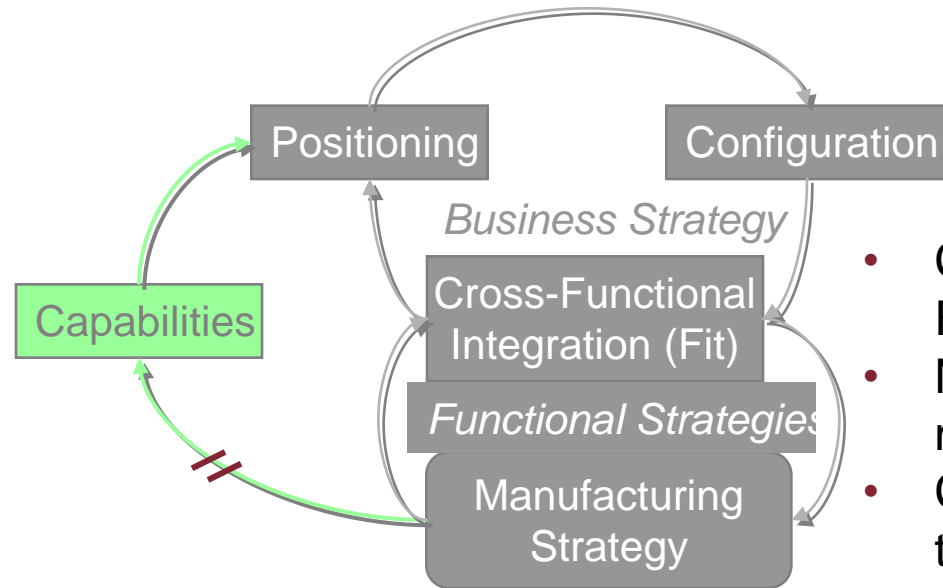 Positioning
Configuration
Business Strategy
Cross-Functional
Integration (Fit)
Capabilities
Functional Strategies
Manufacturing
Strategy